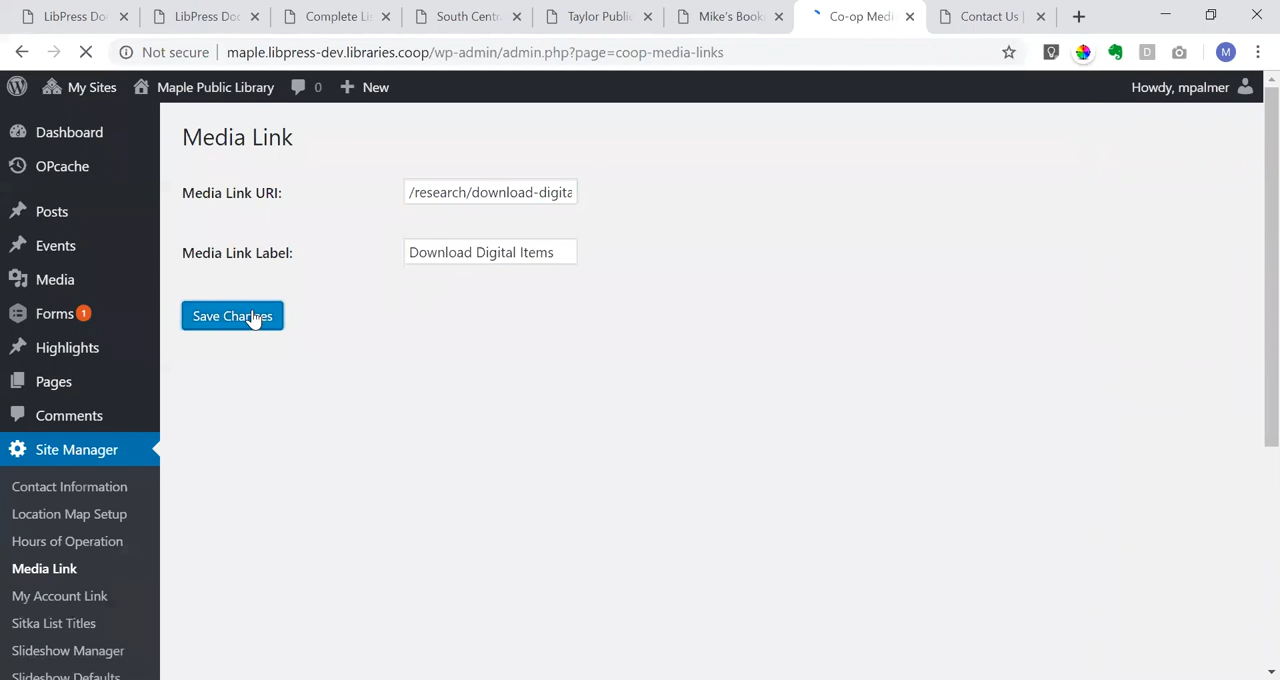 LibPress Do
LibPress Do
Complete Li
South Cent
Taylor Publi
Mike's Book
Co-op Medi
Contact Us |
Not secure | maple.libpress-dev.libraries.coop/wp-admin/admin.php?page=coop-media-links
M
My Sites
Maple Public Library
0
New
Howdy, mpalmer
Dashboard
OPcache
Posts
Events
Media
Forms 1
Highlights
Pages
Comments
Site Manager
Contact Information
Location Map Setup
Hours of Operation
Media Link
My Account Link
Sitka List Titles
Slideshow Manager
Slideshow Defaults
Media Link
Media Link URI:
/research/download-digita
Media Link Label:
Download Digital Items
Save Changes